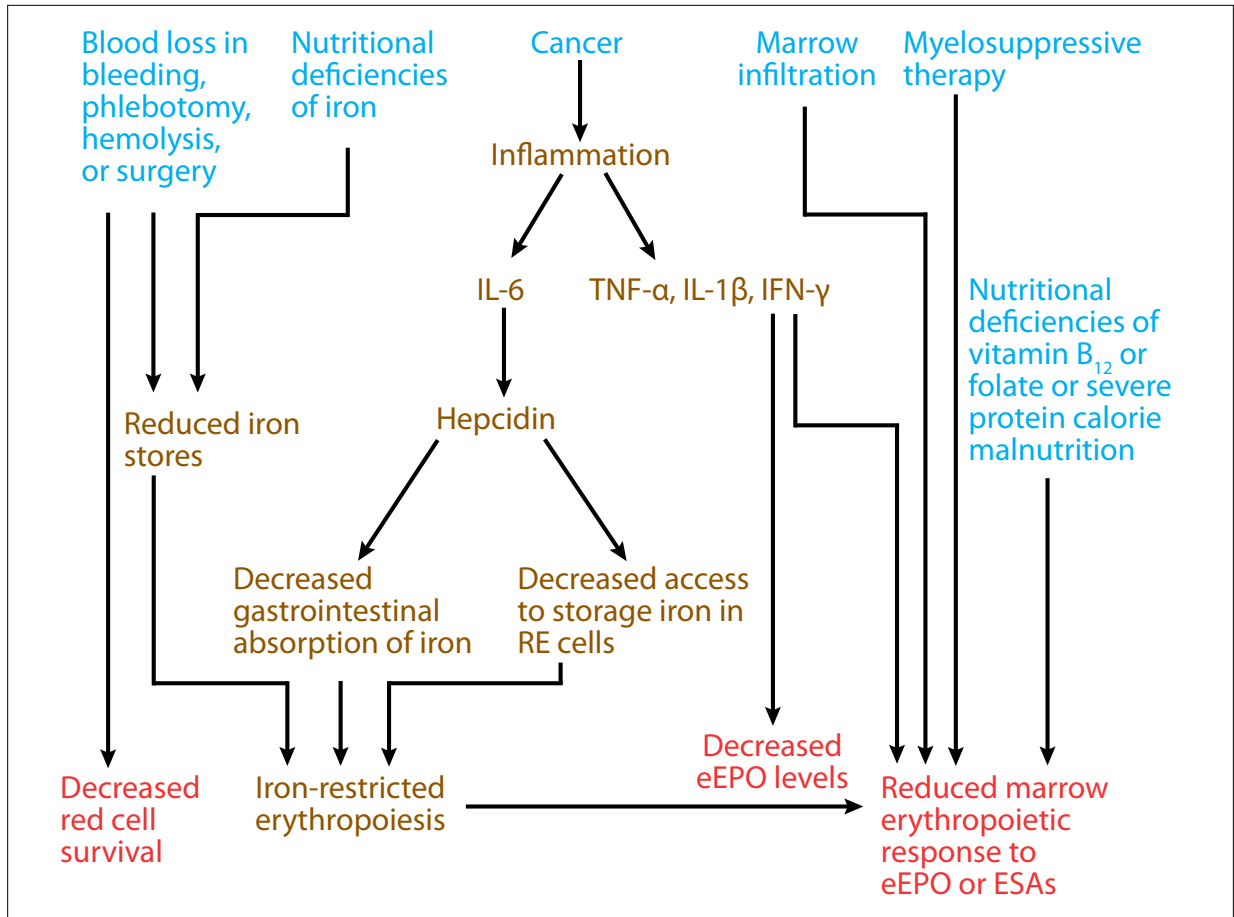 Blood loss in
bleeding,
phlebotomy,
hemolysis,
or surgery
Nutritional
deficiencies
of iron
Cancer
Marrow
infiltration
Myelosuppressive
therapy
Inflammation
IL-6
TNF-α, IL-1β, IFN-γ
Nutritional
deficiencies of
vitamin B₁₂ or
folate or severe
protein calorie
malnutrition
Reduced iron
stores
Hepcidin
Decreased
gastrointestinal
absorption of iron
Decreased access
to storage iron in
RE cells
Decreased
eEPO levels
Decreased
red cell
survival
Iron-restricted
erythropoiesis
Reduced marrow
erythropoietic
response to
eEPO or ESAs